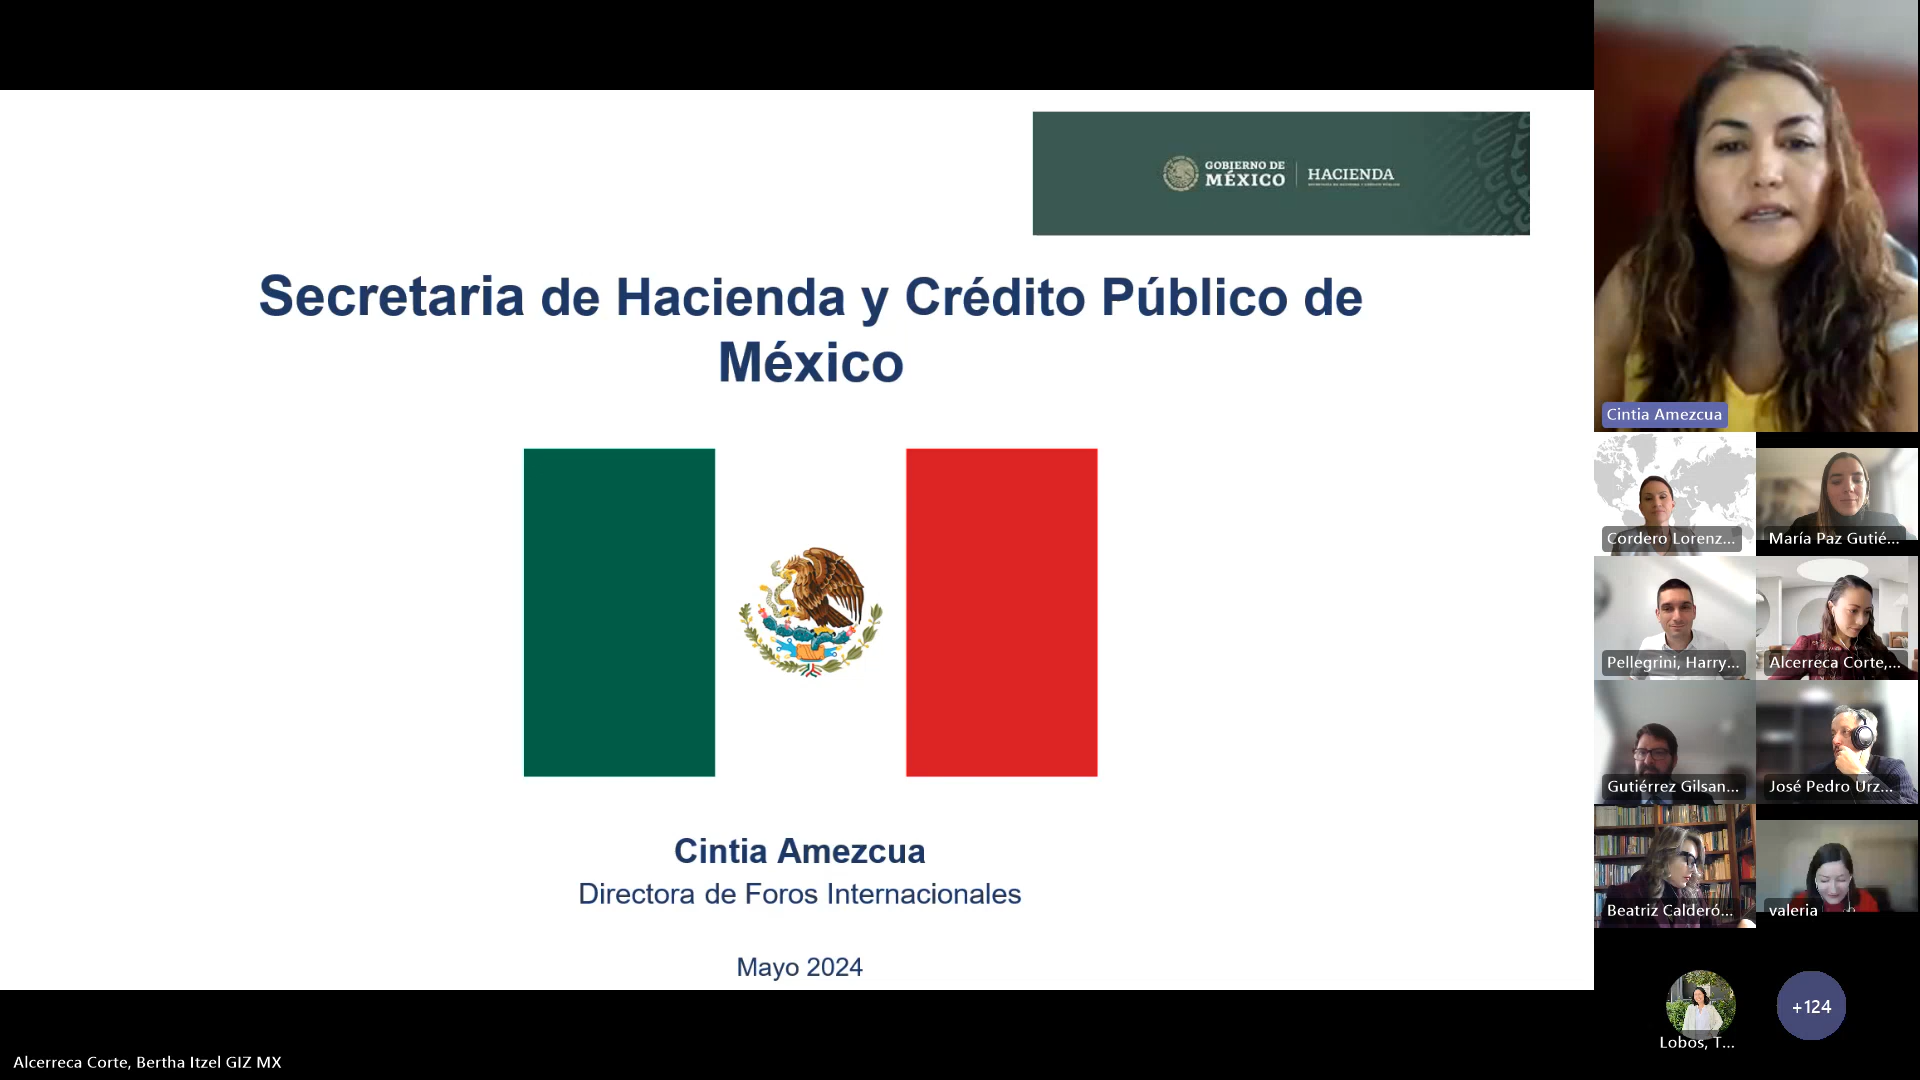 GOBIERNO DE
MÉXICO
HACIENDA
Secretaria de Hacienda y Crédito Público de
México
Cintia Amezcua
Directora de Foros Internacionales
Mayo 2024
Cintia Amezcua
Cordero Lorenz...
María Paz Gutié...
Pellegrini, Harry...
Alcerreca Corte,...
Gutiérrez Gilsan...
José Pedro Urz...
Beatriz Calderó...
valeria
Lobos, T...
+124
Alcerreca Corte, Bertha Itzel GIZ MX